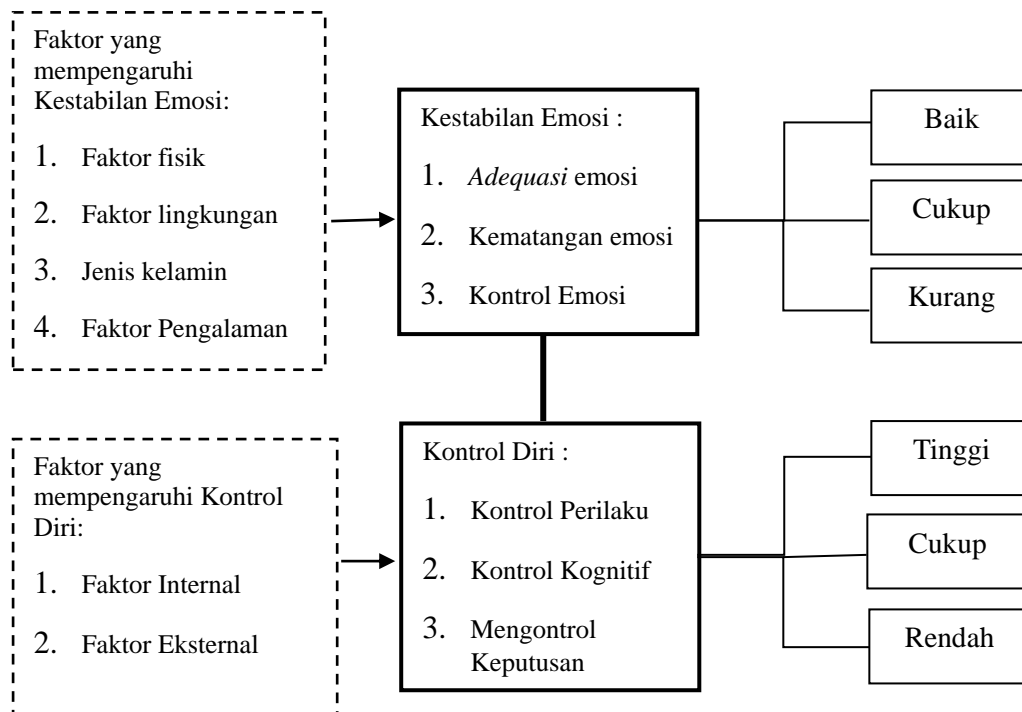 Faktor yang
mempengaruhi
Kestabilan Emosi:
1. Faktor fisik
2. Faktor lingkungan
3. Jenis kelamin
4. Faktor Pengalaman
Kestabilan Emosi :
1. Adequasi emosi
2. Kematangan emosi
3. Kontrol Emosi
Baik
Cukup
Kurang
Faktor yang
mempengaruhi Kontrol
Diri:
1. Faktor Internal
2. Faktor Eksternal
Kontrol Diri :
1. Kontrol Perilaku
2. Kontrol Kognitif
3. Mengontrol
Keputusan
Tinggi
Cukup
Rendah